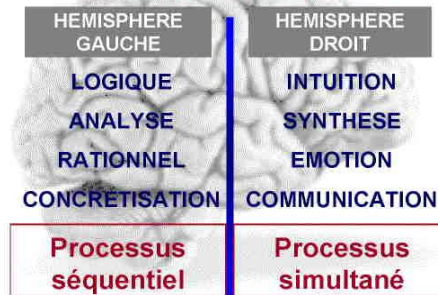 HEMISPHERE
GAUCHE
LOGIQUE
ANALYSE
RATIONNEL
CONCRETISATION
Processus
séquentiel
HEMISPHERE
DROIT
INTUITION
SYNTHESE
EMOTION
COMMUNICATION
Processus
simultané